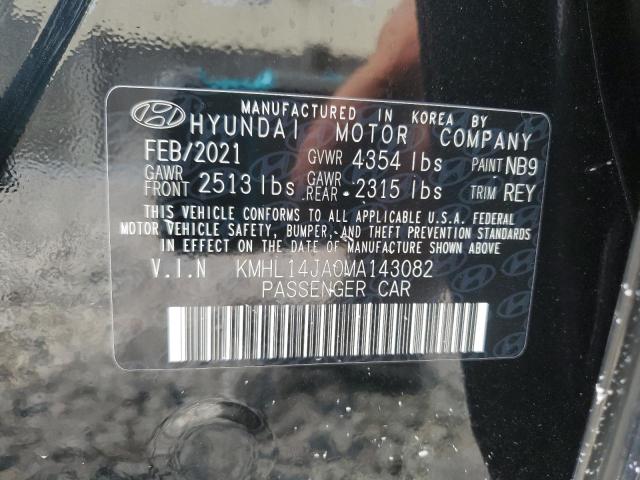 MANUFACTURED IN KOREA BY
HYUNDAI MOTOR COMPANY
FEB/2021 GVWR 4354 lbs PAINT NB9
GAWR FRONT 2513 lbs GAWR REAR 2315 lbs TRIM REY
THIS VEHICLE CONFORMS TO ALL APPLICABLE U.S.A. FEDERAL
MOTOR VEHICLE SAFETY, BUMPER, AND THEFT PREVENTION STANDARDS
IN EFFECT ON THE DATE OF MANUFACTURE SHOWN ABOVE
V.I.N KMHL14JA0MA143082
PASSENGER CAR